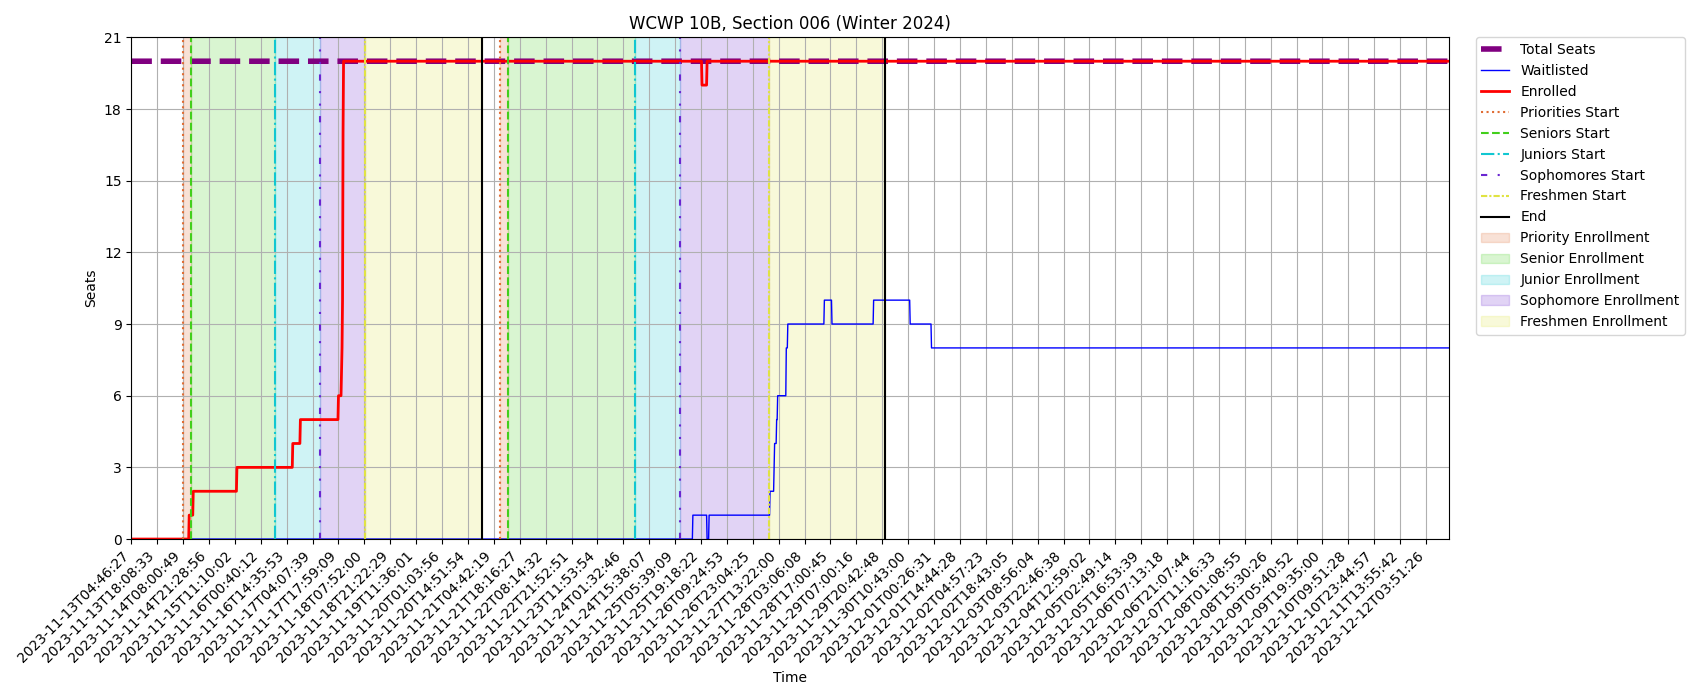 WCWP 10B, Section 006 (Winter 2024)
21
18
15
12
9
6
3
0
Seats
2023-11-13T04:46:27
2023-11-13T18:08:33
2023-11-14T08:00:49
2023-11-14T21:28:56
2023-11-15T11:10:02
2023-11-16T00:40:12
2023-11-16T14:35:53
2023-11-17T04:07:39
2023-11-17T17:59:09
2023-11-18T07:52:00
2023-11-18T21:22:29
2023-11-19T11:36:01
2023-11-20T01:03:56
2023-11-20T14:51:54
2023-11-21T04:42:19
2023-11-21T18:16:27
2023-11-22T08:14:32
2023-11-22T21:52:51
2023-11-23T11:53:54
2023-11-24T01:32:46
2023-11-24T15:38:07
2023-11-25T05:39:09
2023-11-25T19:18:22
2023-11-26T09:24:53
2023-11-26T23:04:25
2023-11-27T13:22:00
2023-11-28T03:06:08
2023-11-28T17:00:45
2023-11-29T07:00:16
2023-11-29T20:42:48
2023-11-30T10:43:00
2023-12-01T00:26:31
2023-12-01T14:44:28
2023-12-02T04:57:23
2023-12-02T18:43:05
2023-12-03T08:56:04
2023-12-03T22:46:38
2023-12-04T12:59:02
2023-12-05T02:49:14
2023-12-05T16:53:39
2023-12-06T07:13:18
2023-12-06T21:07:44
2023-12-07T11:16:33
2023-12-08T01:08:55
2023-12-08T15:30:26
2023-12-09T05:40:52
2023-12-09T19:35:00
2023-12-10T09:51:28
2023-12-10T23:44:57
2023-12-11T13:55:42
2023-12-12T03:51:26
Time
Total Seats
Waitlisted
Enrolled
Priorities Start
Seniors Start
Juniors Start
Sophomores Start
Freshmen Start
End
Priority Enrollment
Senior Enrollment
Junior Enrollment
Sophomore Enrollment
Freshmen Enrollment